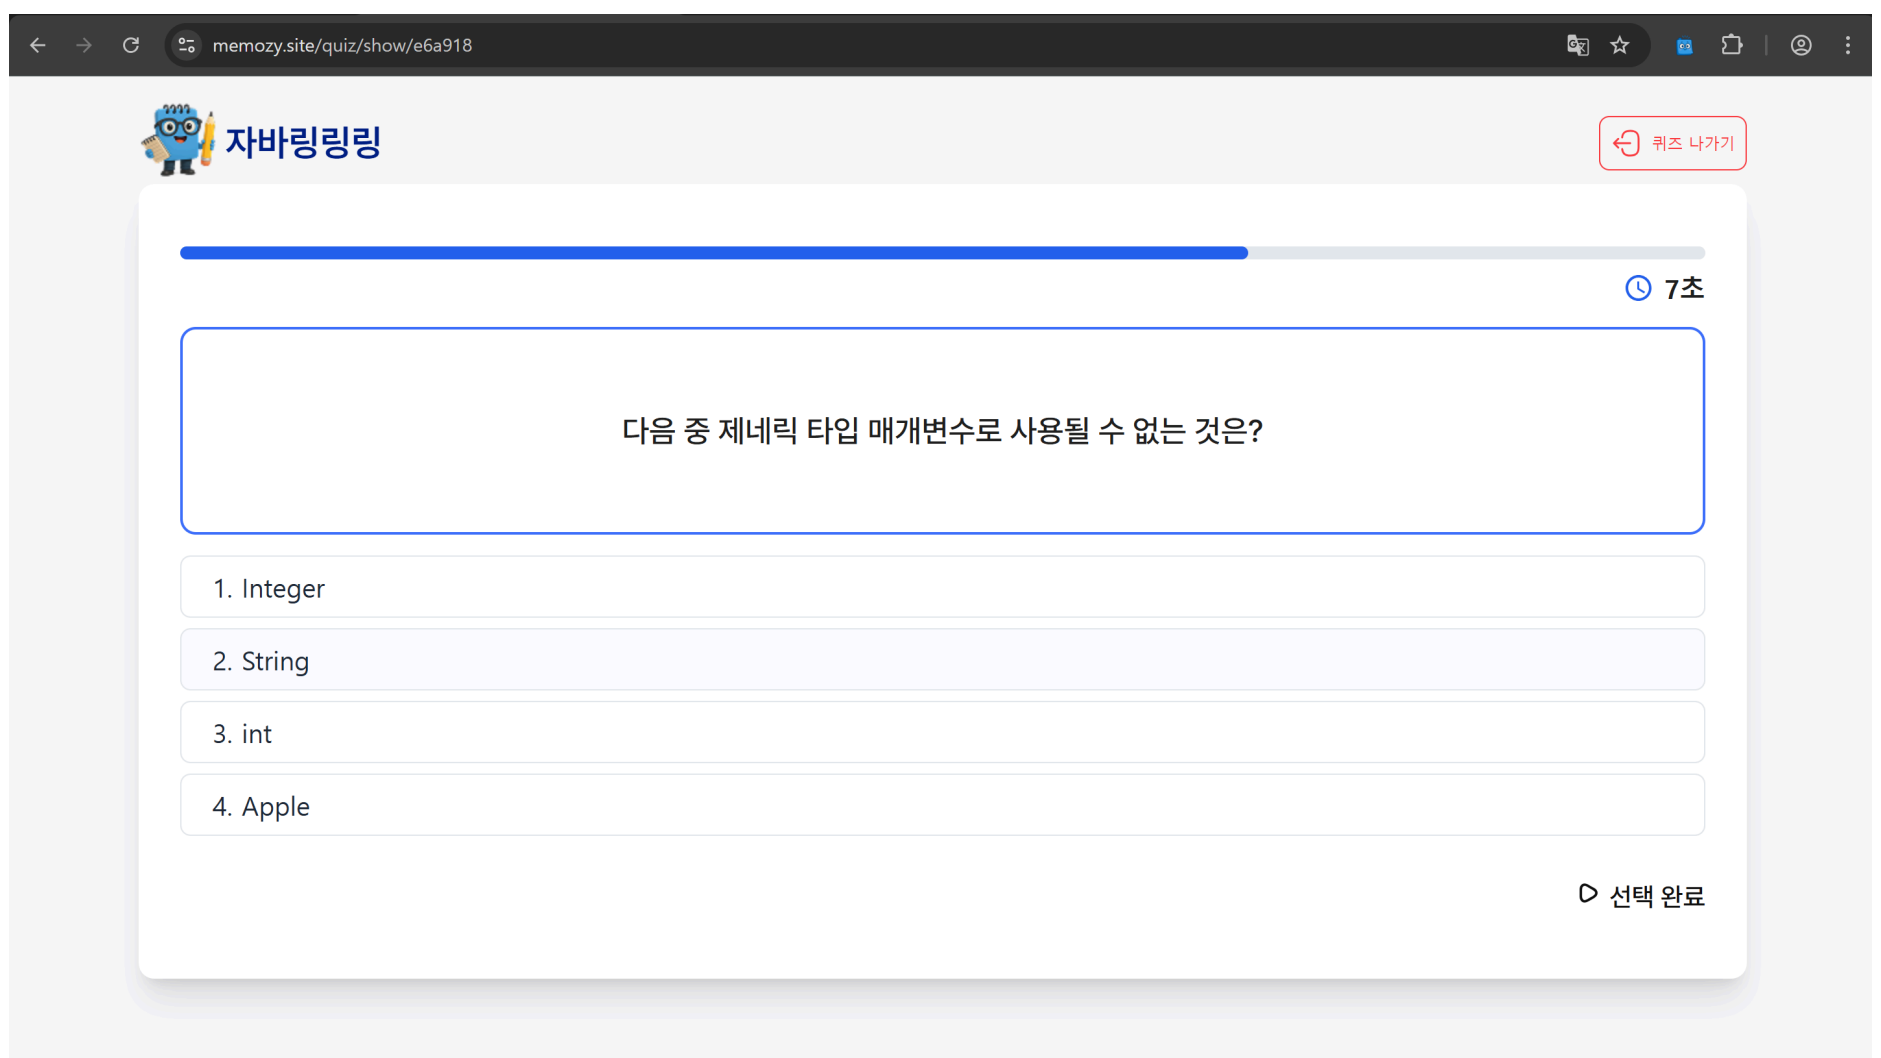 memozy.site/quiz/show/e6a918
자바링링링
퀴즈 나가기
7초
다음 중 제네릭 타입 매개변수로 사용될 수 없는 것은?
1. Integer
2. String
3. int
4. Apple
선택 완료